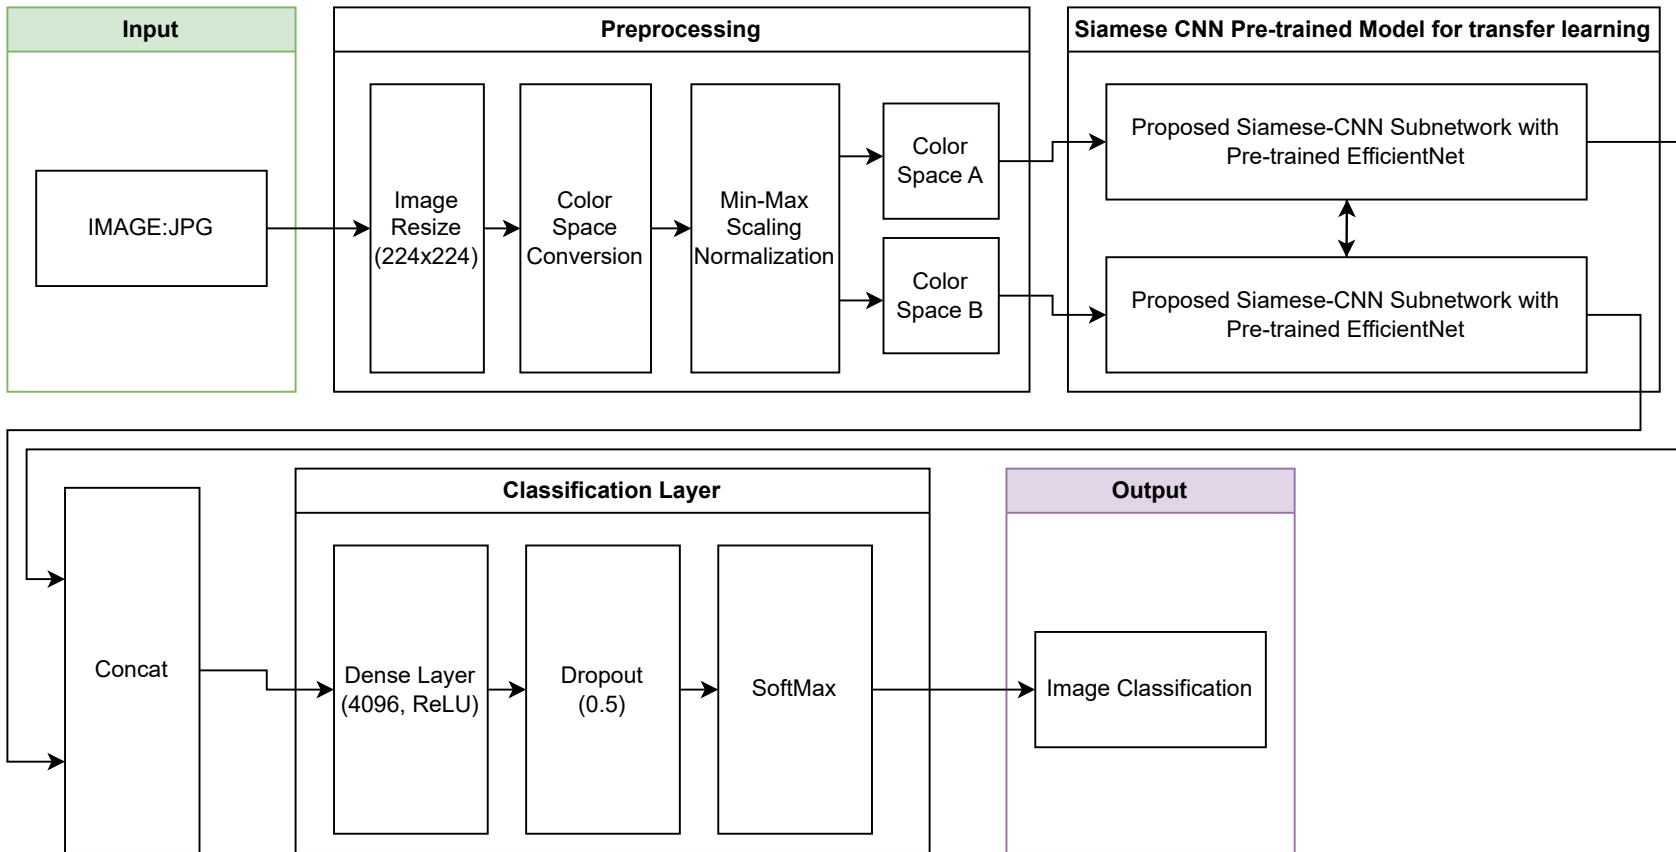 Input
IMAGE:JPG
Preprocessing
Image
Resize
(224x224)
Color
Space
Conversion
Min-Max
Scaling
Normalization
Color
Space A
Color
Space B
Siamese CNN Pre-trained Model for transfer learning
Proposed Siamese-CNN Subnetwork with
Pre-trained EfficientNet
Proposed Siamese-CNN Subnetwork with
Pre-trained EfficientNet
Concat
Classification Layer
Dense Layer
(4096, ReLU)
Dropout
(0.5)
SoftMax
Output
Image Classification